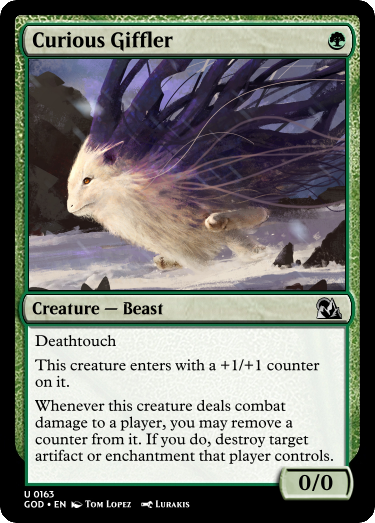 Curious Giffler
Creature — Beast
Deathtouch
This creature enters with a +1/+1 counter
on it.
Whenever this creature deals combat
damage to a player, you may remove a
counter from it. If you do, destroy target
artifact or enchantment that player controls.
0/0
U 0163
GOD • EN Tom Lopez Lurakis